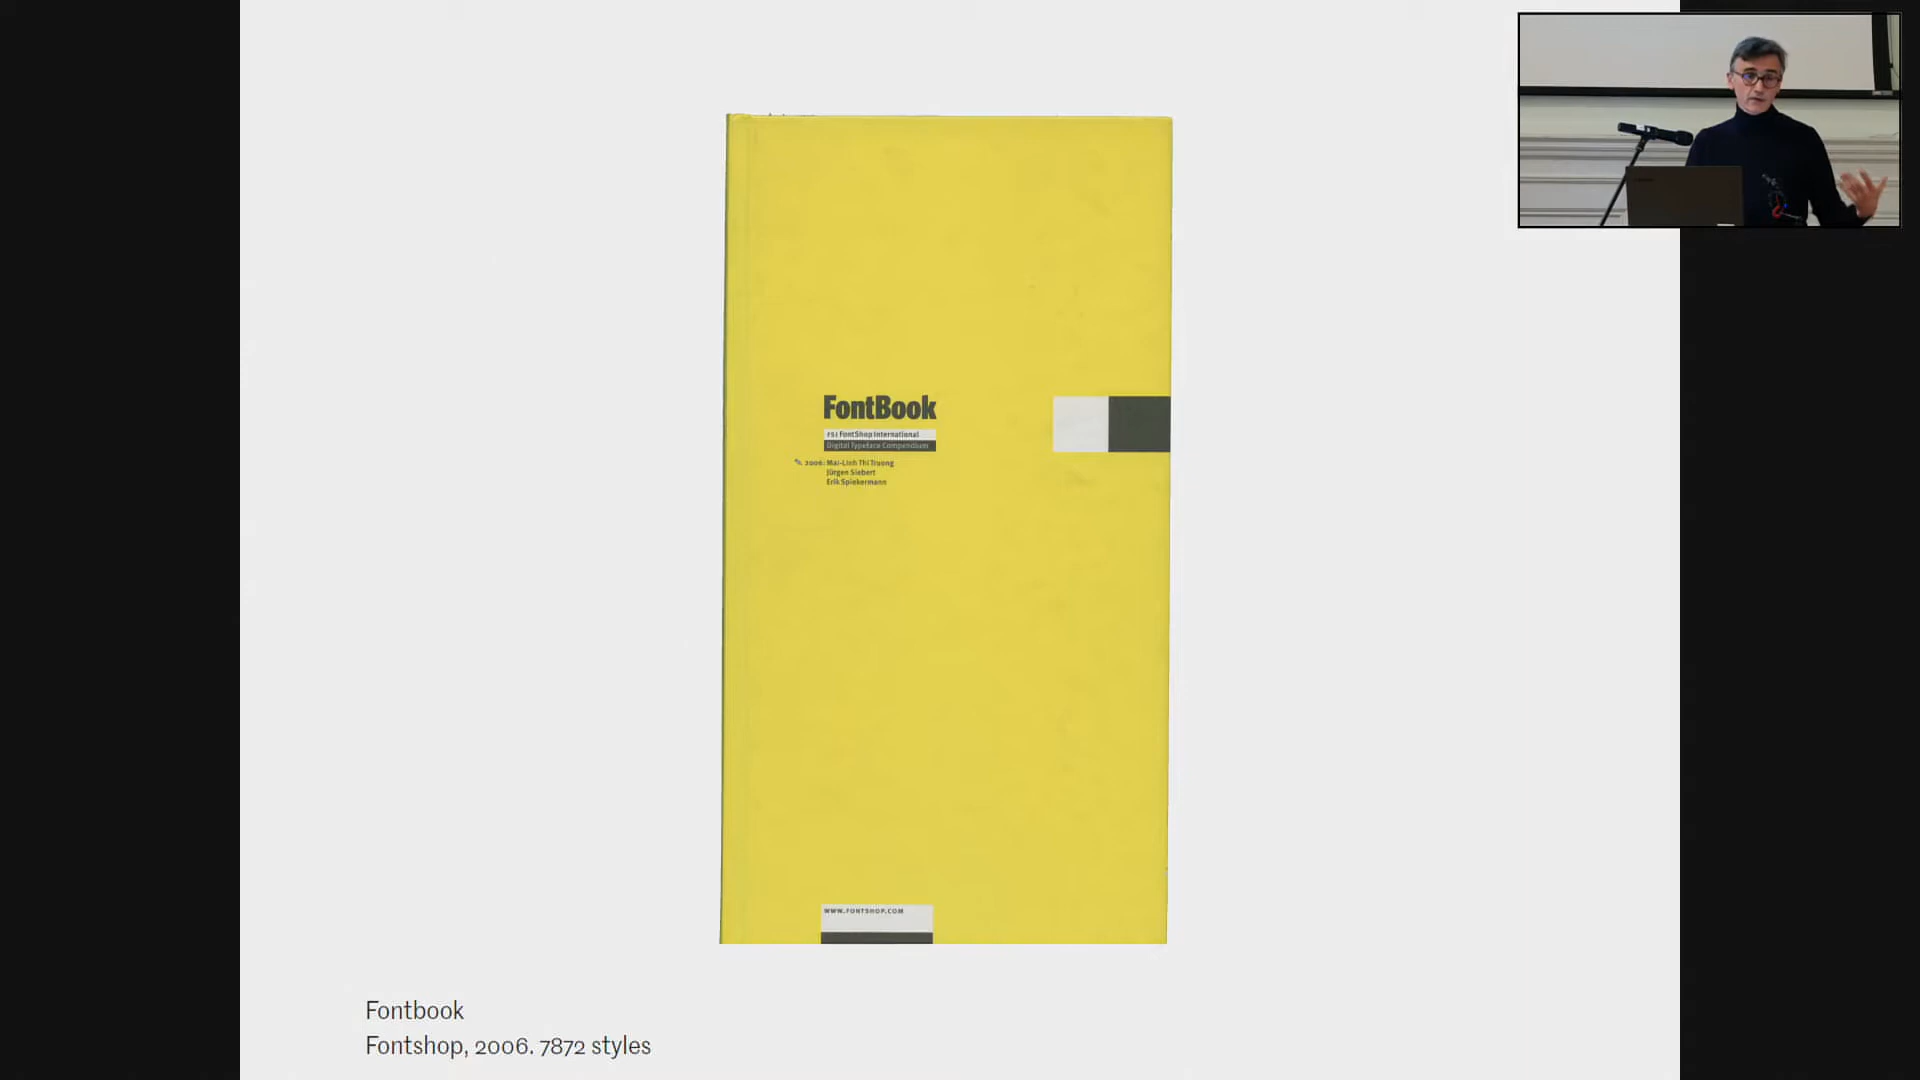 FontBook
FSI FontShop International
Digital Typeface Compendium
✎ 2006: Mai-Linh Thi Truong
Jürgen Siebert
Erik Spiekermann
WWW.FONTSHOP.COM
Fontbook
Fontshop, 2006. 7872 styles